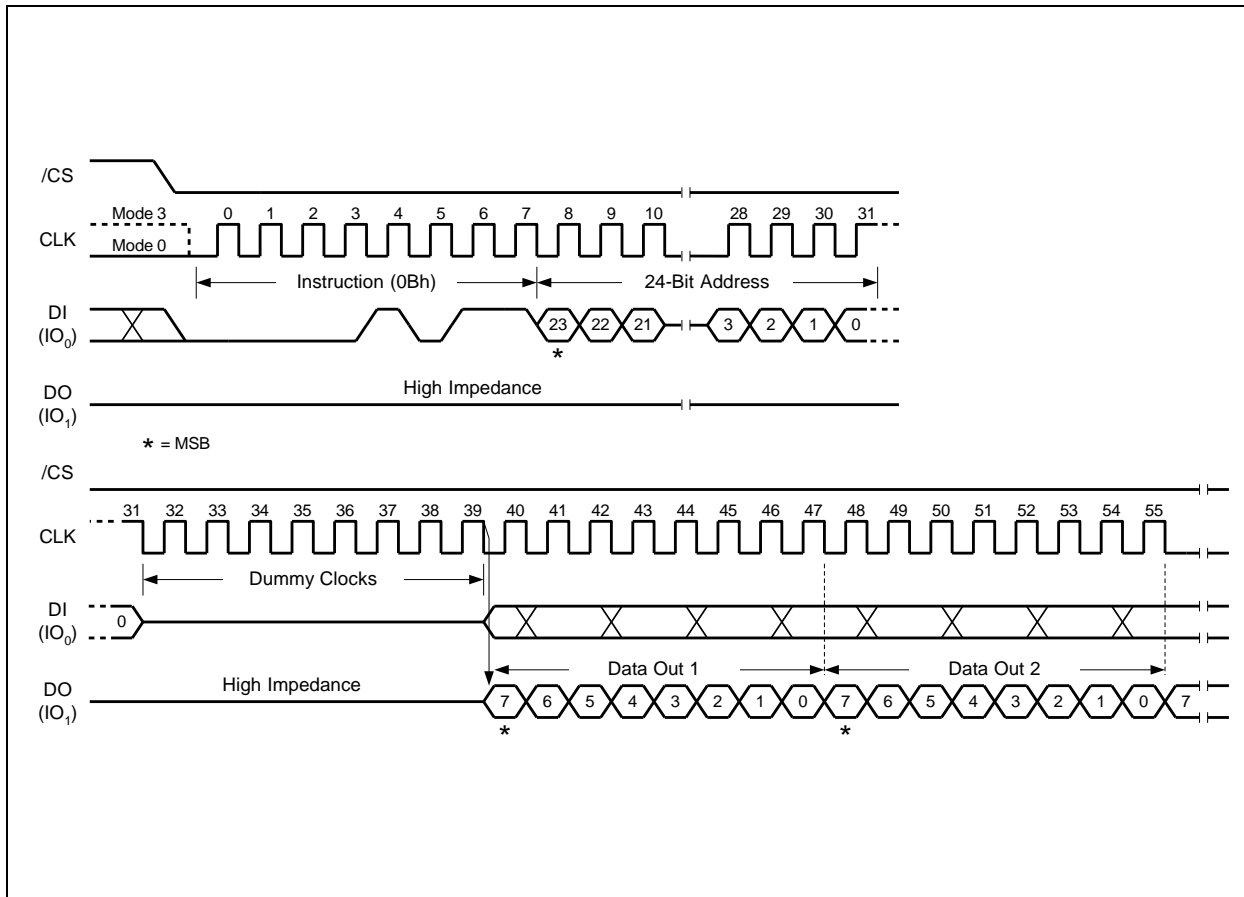 /CS
Mode 3 0 1 2 3 4 5 6 7 8 9 10 28 29 30 31
CLK
Mode 0
Instruction (0Bh) 24-Bit Address
DI
(IO0) 23 22 21 3 2 1 0
*
High Impedance
DO
(IO1)
* = MSB
/CS
31 32 33 34 35 36 37 38 39 40 41 42 43 44 45 46 47 48 49 50 51 52 53 54 55
CLK
Dummy Clocks
DI
(IO0) 0
Data Out 1 Data Out 2
High Impedance
DO
(IO1) 7 6 5 4 3 2 1 0 7 6 5 4 3 2 1 0 7
* *